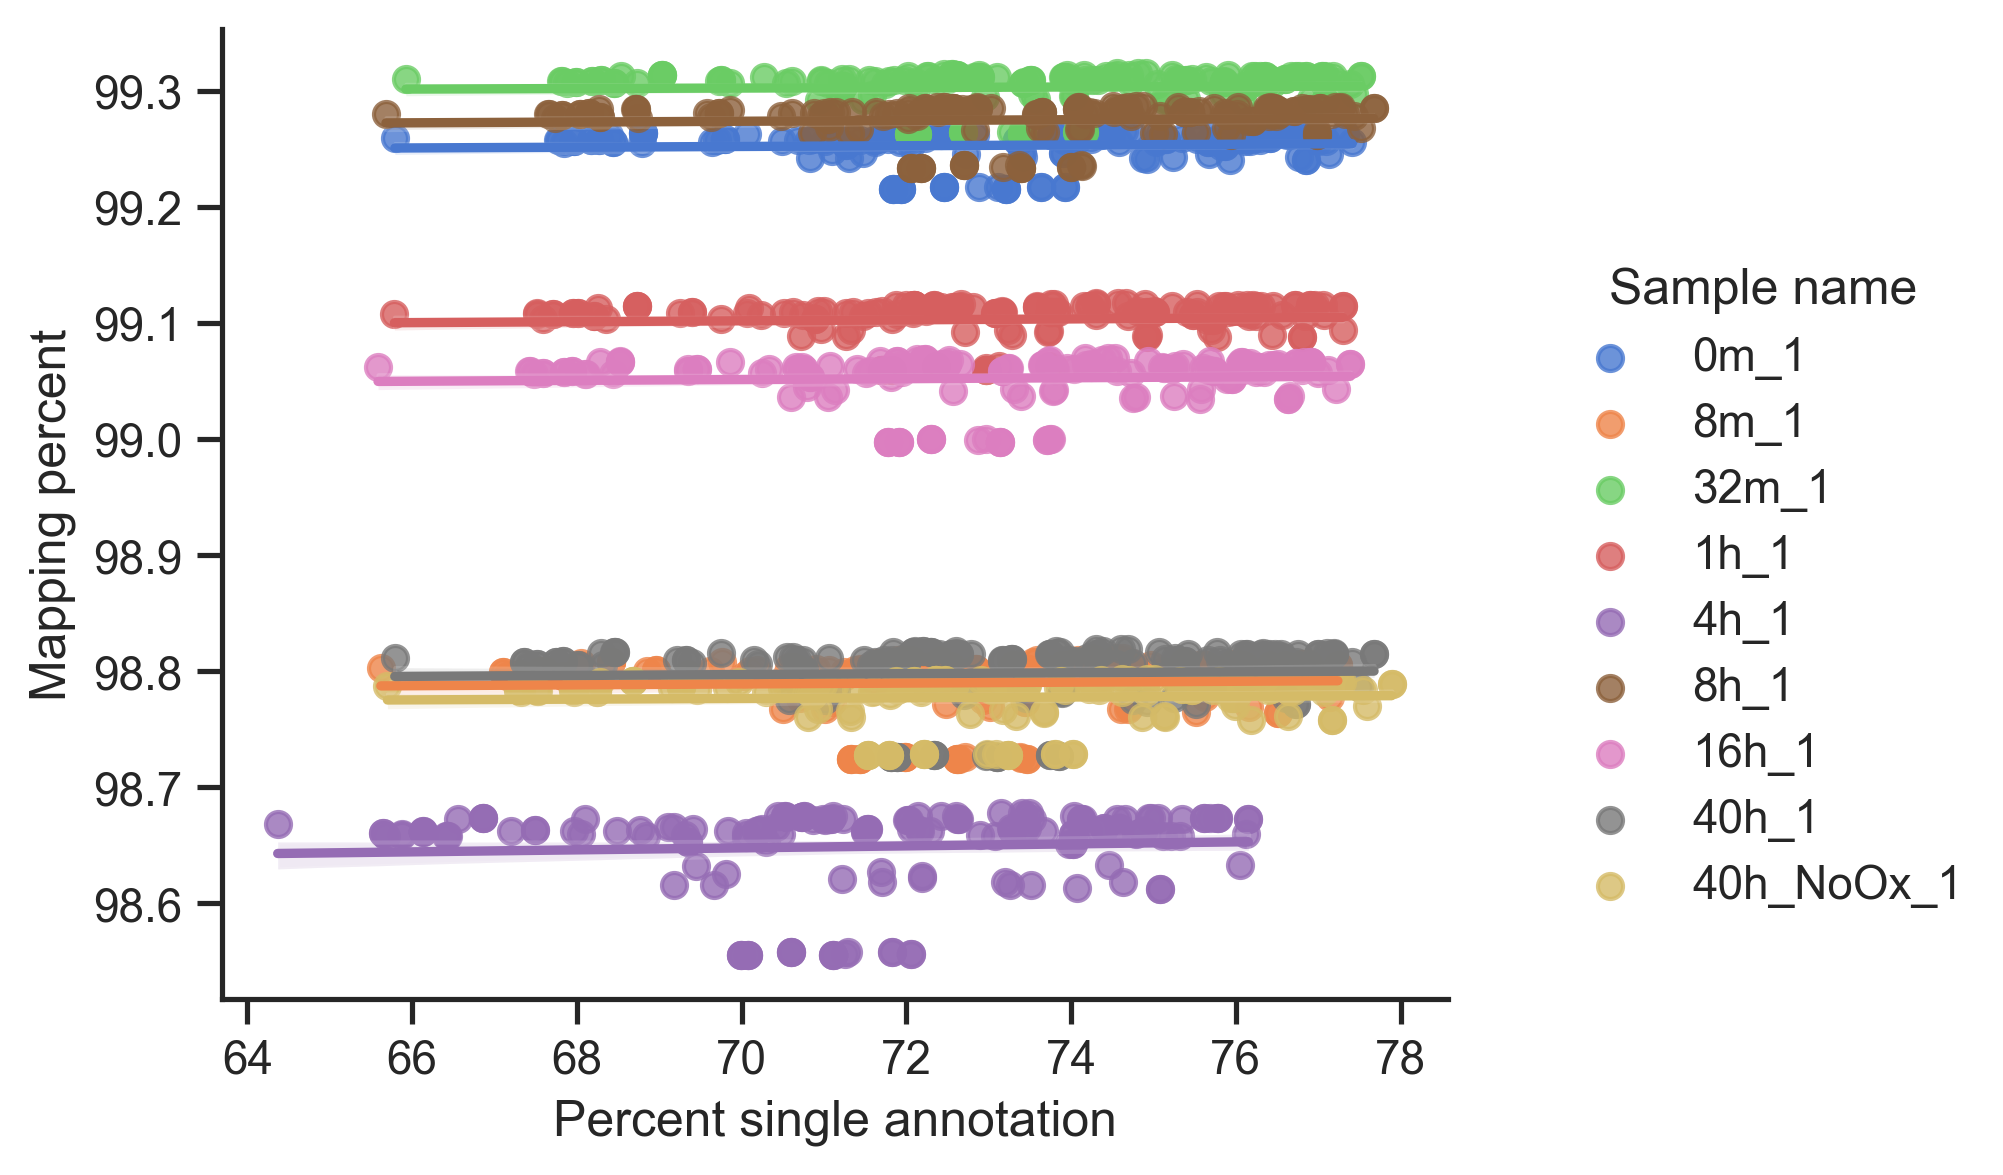 99.3
99.2
99.1
99.0
98.9
98.8
98.7
98.6
Mapping percent
64 66 68 70 72 74 76 78
Percent single annotation
Sample name
0m_1
8m_1
32m_1
1h_1
4h_1
8h_1
16h_1
40h_1
40h_NoOx_1